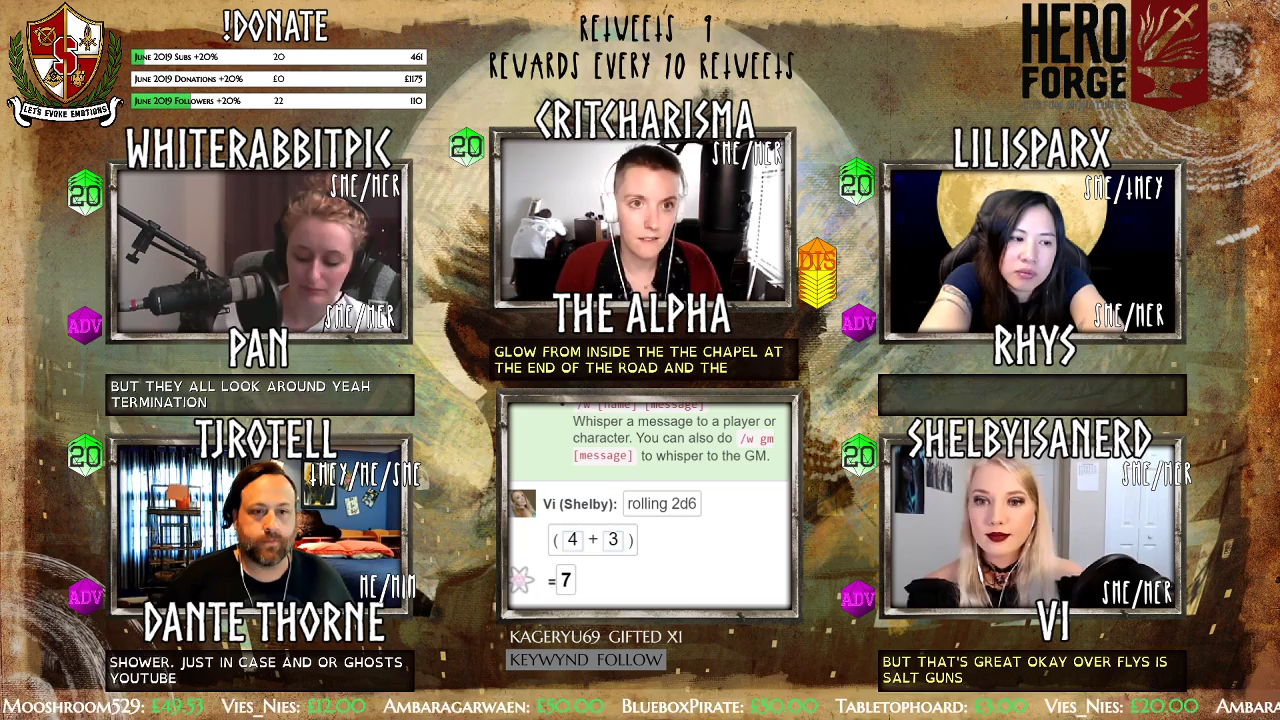 !DONATE
JUNE 2019 SUBS +20% 20 461
JUNE 2019 DONATIONS +20% £0 £1175
JUNE 2019 FOLLOWERS +20% 22 110
LET'S EVOKE EMOTIONS
RETWEETS 9
REWARDS EVERY 10 RETWEETS
HERO
FORGE
CUSTOM MINIATURES
WHITERABBITPIC
SHE/HER
20
ADV
SHE/HER
PAN
BUT THEY ALL LOOK AROUND YEAH
TERMINATION
CRITCHARISMA
SHE/HER
20
DTS
THE ALPHA
GLOW FROM INSIDE THE THE CHAPEL AT
THE END OF THE ROAD AND THE
LILISPARX
SHE/THEY
20
ADV
SHE/HER
RHYS
TJROTELL
THEY/HE/SHE
20
ADV
HE/HIM
DANTE THORNE
SHOWER. JUST IN CASE AND OR GHOSTS
YOUTUBE
/w [name] [message]
Whisper a message to a player or
character. You can also do /w gm
[message] to whisper to the GM.
Vi (Shelby): rolling 2d6
( 4 + 3 )
= 7
KAGERYU69 GIFTED X1
KEYWYND FOLLOW
SHELBYISANERD
SHE/HER
20
ADV
SHE/HER
VI
BUT THAT'S GREAT OKAY OVER FLYS IS
SALT GUNS
MOOSHROOM529: £49.53 VIES_NIES: £12.00 AMBARAGARWAEN: £50.00 BLUEBOXPIRATE: £50.00 TABLETOPHOARD: £3.00 VIES_NIES: £20.00 AMBARA